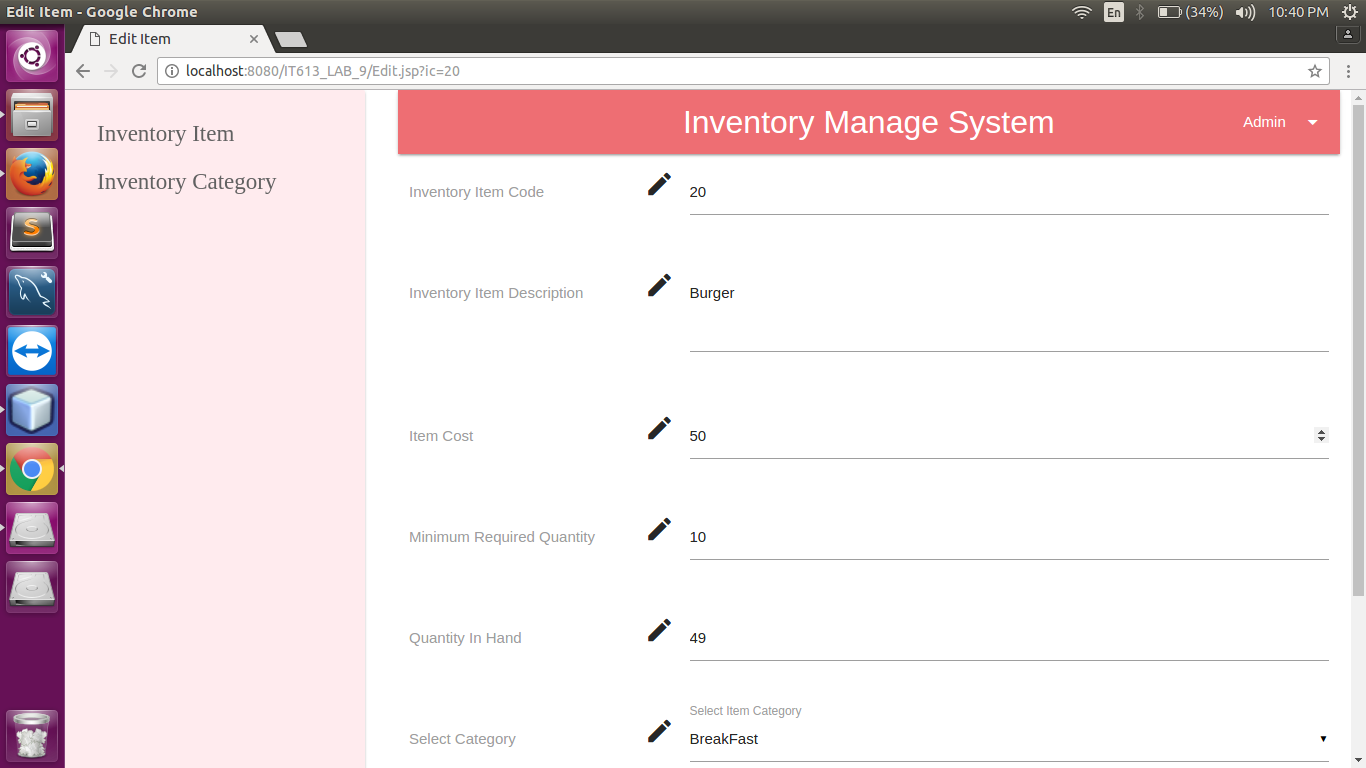 Edit Item - Google Chrome
En
(34%)
10:40 PM
Edit Item
localhost:8080/IT613_LAB_9/Edit.jsp?ic=20
Inventory Item
Inventory Category
Inventory Manage System
Admin
Inventory Item Code
20
Inventory Item Description
Burger
Item Cost
50
Minimum Required Quantity
10
Quantity In Hand
49
Select Item Category
Select Category
BreakFast